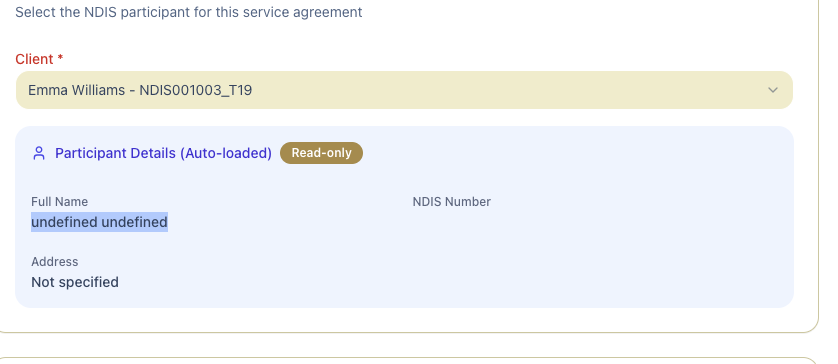 Select the NDIS participant for this service agreement
Client *
Emma Williams - NDIS001003_T19
Participant Details (Auto-loaded) Read-only
Full Name NDIS Number
undefined undefined
Address
Not specified